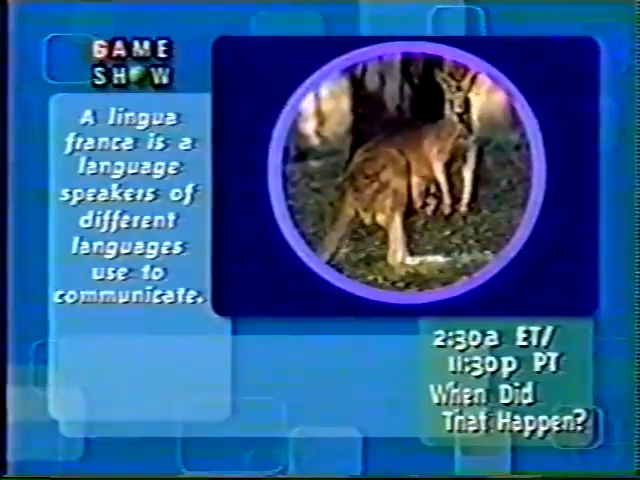 GAME
SHOW
A lingua
franca is a
language
speakers of
different
languages
use to
communicate.
2:30a ET/
11:30p PT
When Did
That Happen?